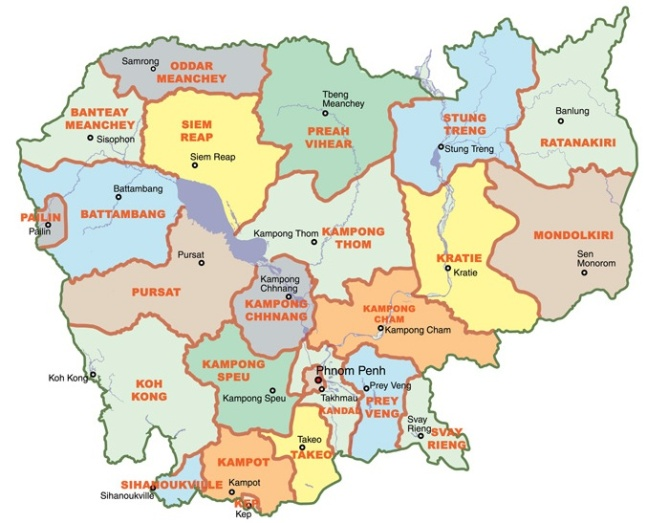 Samrong
ODDAR
MEANCHEY
BANTEAY
MEANCHEY
Sisophon
SIEM
REAP
Siem Reap
Tbeng
Meanchey
PREAH
VIHEAR
STUNG
TRENG
Stung Treng
Banlung
RATANAKIRI
Battambang
BATTAMBANG
PAILIN
Pailin
Kampong Thom
KAMPONG
THOM
KRATIE
Kratie
MONDOLKIRI
Sen
Monorom
Pursat
PURSAT
Kampong
Chhnang
KAMPONG
CHHNANG
KAMPONG
CHAM
Kampong Cham
Koh Kong
KOH
KONG
KAMPONG
SPEU
Kampong Speu
Phnom Penh
Takhmau
KANDAL
Prey Veng
PREY
VENG
Svay
Rieng
SVAY
RIENG
Takeo
TAKEO
KAMPOT
Kampot
SIHANOUKVILLE
Sihanoukville
KEP
Kep